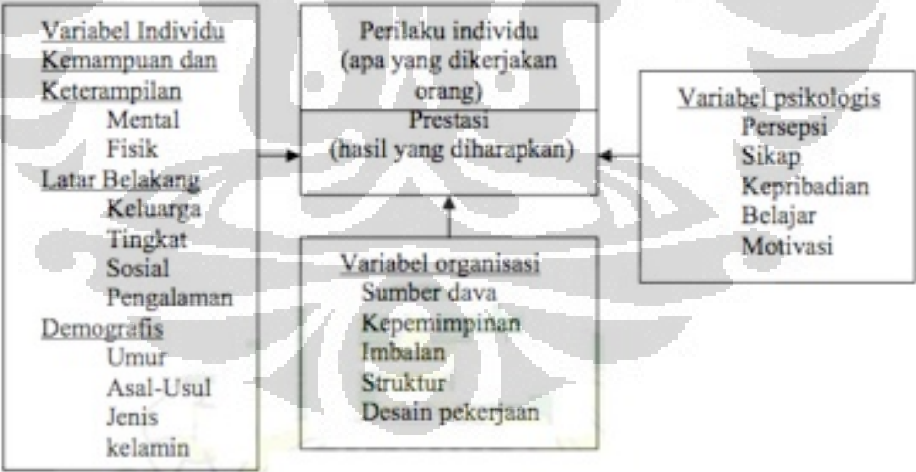 Variabel Individu
Kemampuan dan
Keterampilan
Mental
Fisik
Latar Belakang
Keluarga
Tingkat
Sosial
Pengalaman
Demografis
Umur
Asal-Usul
Jenis
kelamin
Perilaku individu
(apa yang dikerjakan
orang)
Prestasi
(hasil yang diharapkan)
Variabel organisasi
Sumber dava
Kepemimpinan
Imbalan
Struktur
Desain pekerjaan
Variabel psikologis
Persepsi
Sikap
Kepribadian
Belajar
Motivasi